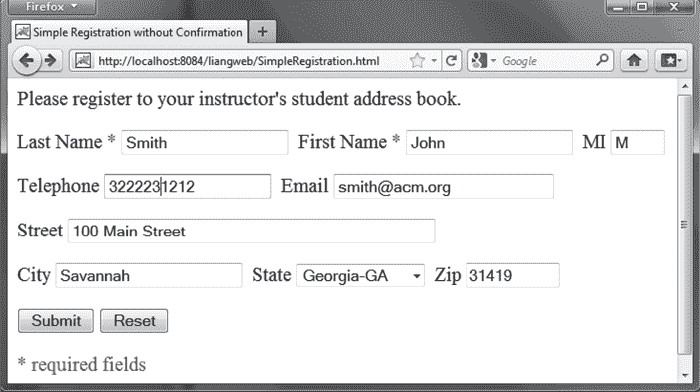 Firefox
Simple Registration without Confirmation
http://localhost:8084/liangweb/SimpleRegistration.html Google
Please register to your instructor's student address book.
Last Name * Smith First Name * John MI M
Telephone 3222231212 Email smith@acm.org
Street 100 Main Street
City Savannah State Georgia-GA Zip 31419
Submit Reset
* required fields